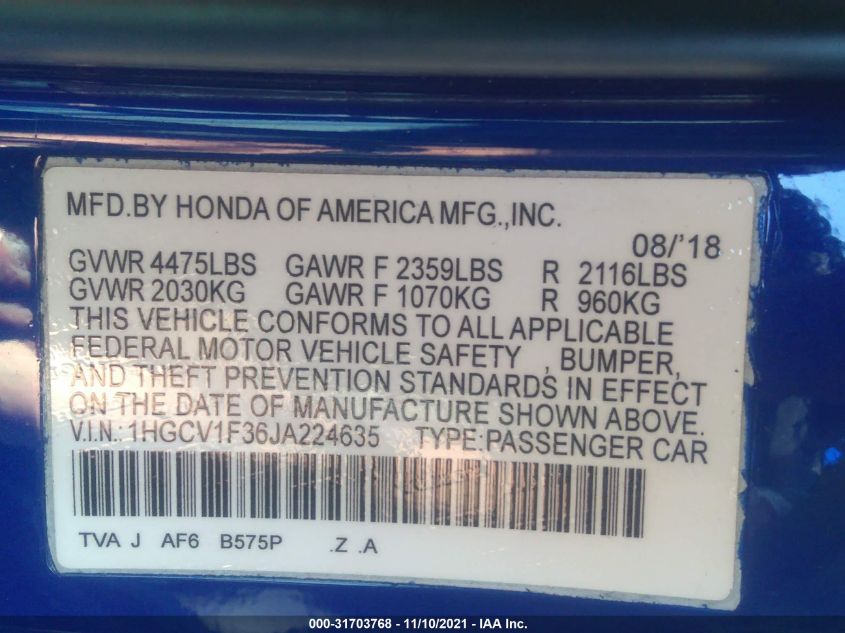 MFD.BY HONDA OF AMERICA MFG.,INC.
08/'18
GVWR 4475LBS GAWR F 2359LBS R 2116LBS
GVWR 2030KG GAWR F 1070KG R 960KG
THIS VEHICLE CONFORMS TO ALL APPLICABLE
FEDERAL MOTOR VEHICLE SAFETY , BUMPER,
AND THEFT PREVENTION STANDARDS IN EFFECT
ON THE DATE OF MANUFACTURE SHOWN ABOVE.
V.I.N.: 1HGCV1F36JA224635 TYPE:PASSENGER CAR
TVA J AF6 B575P .Z .A
000-31703768 - 11/10/2021 - IAA Inc.